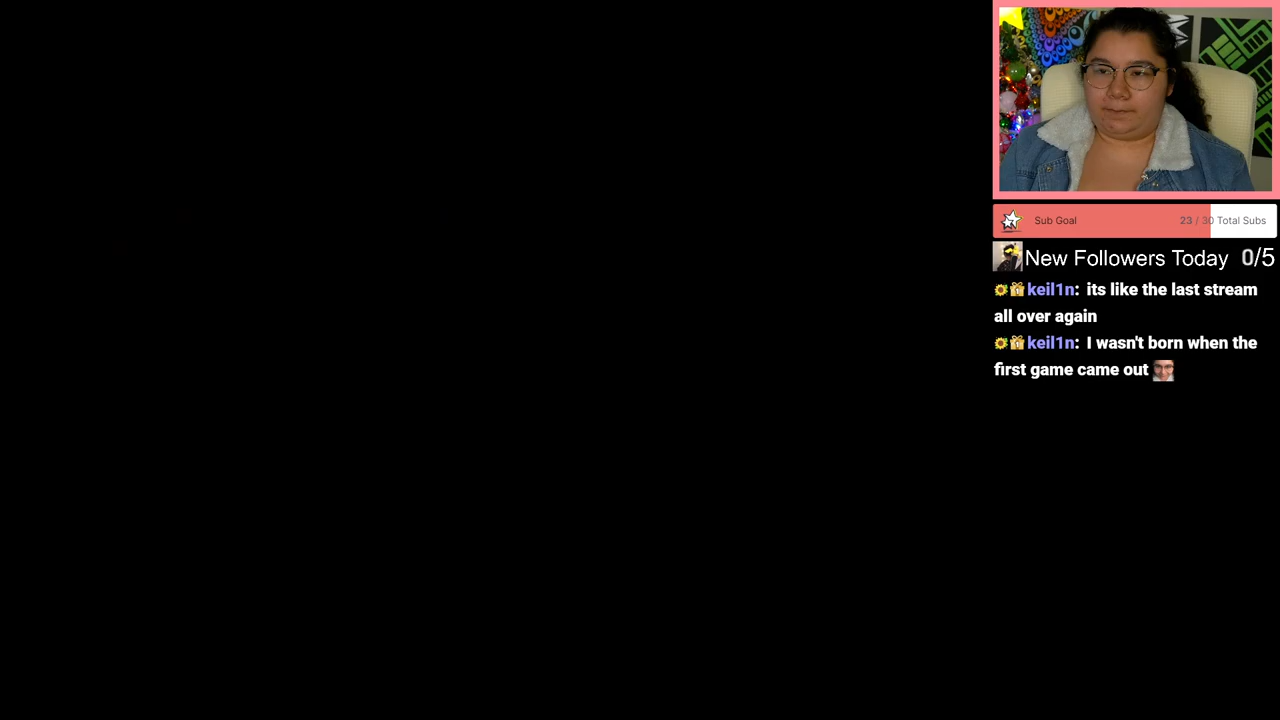 Sub Goal 23 / 30 Total Subs
New Followers Today 0/5
keil1n: its like the last stream
all over again
keil1n: I wasn't born when the
first game came out